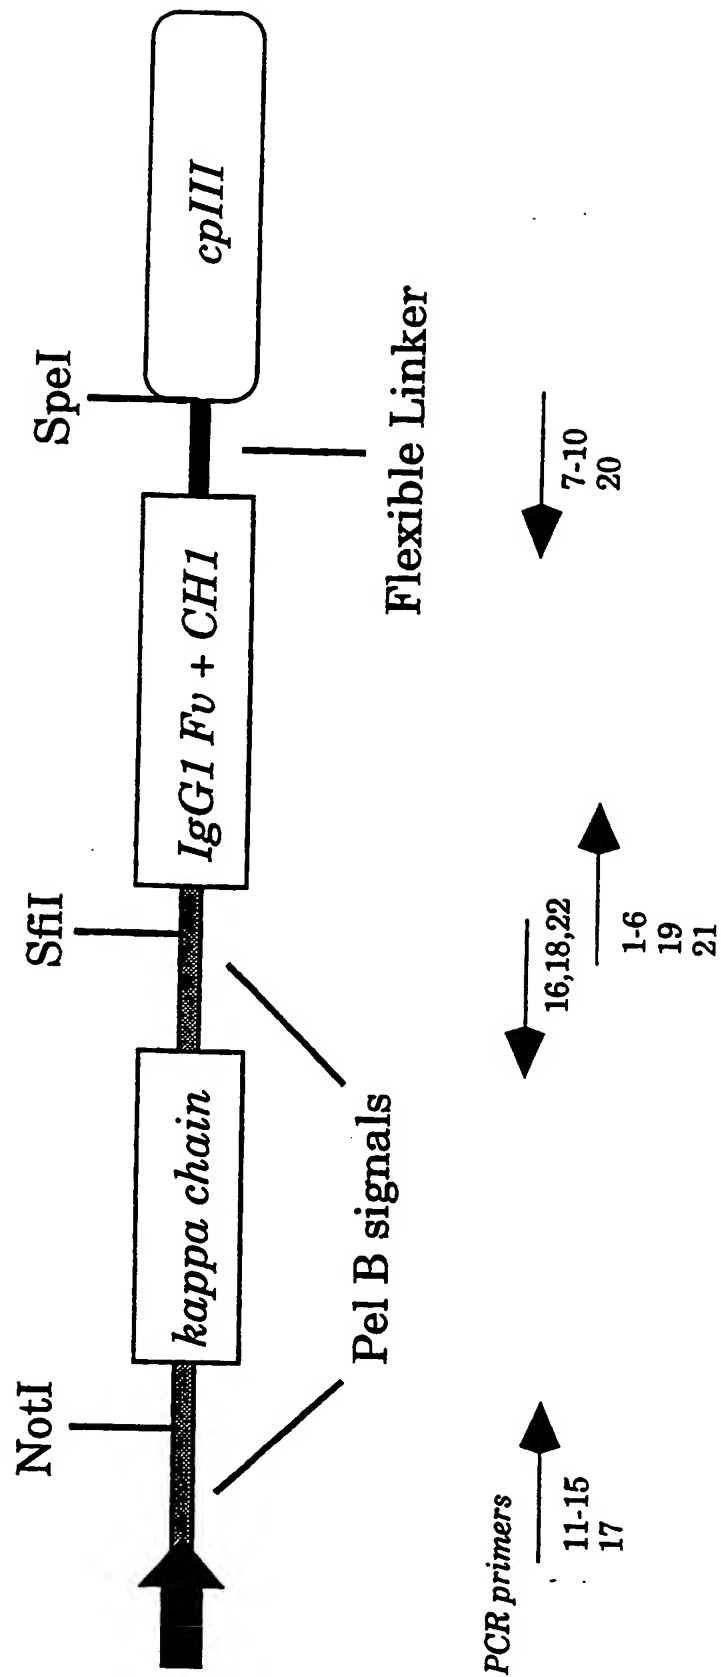 NotI
SfiI
SpeI
kappa chain
IgG1 Fv + CH1
cpIII
Pel B signals
Flexible Linker
PCR primers
11-15
17
16,18,22
1-6
19
21
7-10
20